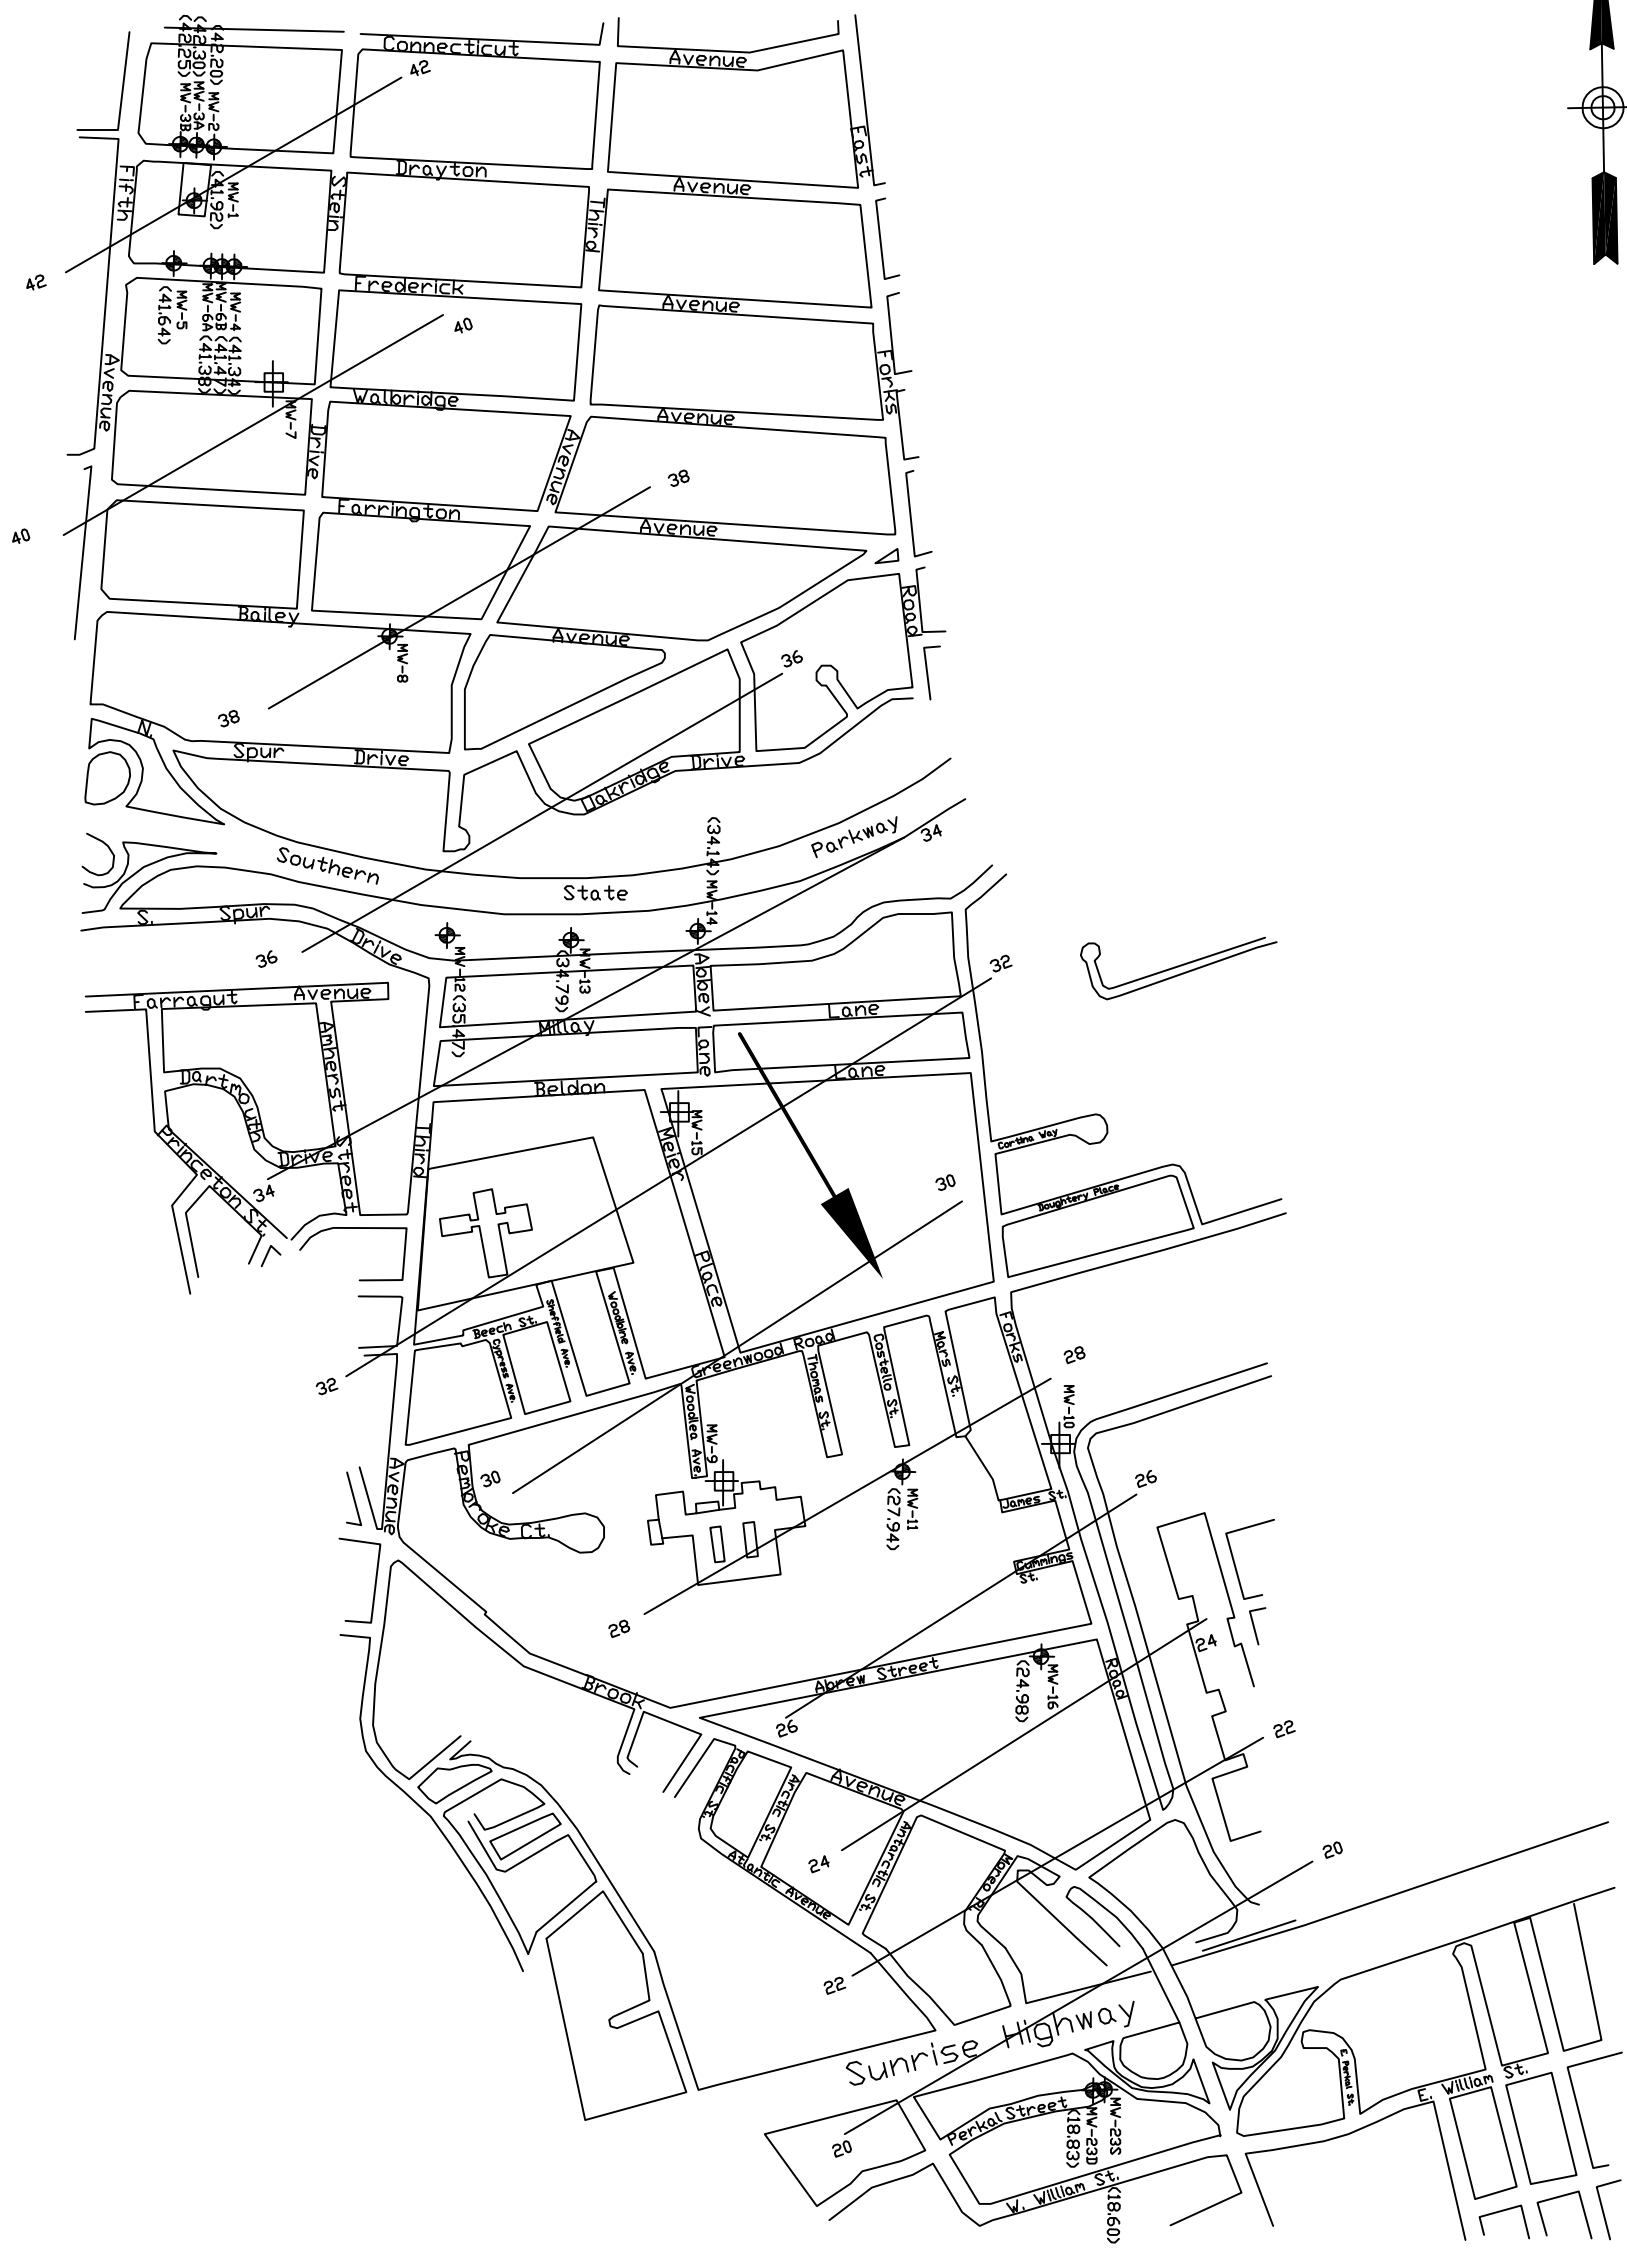 Connecticut
Avenue
(42.20) MW-2
(42.30) MW-3A
(42.25) MW-3B
42
East
Fifth
Stein
Drayton
Third
Avenue
MW-1
(41.92)
42
Frederick
Avenue
MW-5
(41.64)
MW-4 (41.34)
MW-6B (41.47)
MW-6A (41.38)
40
Avenue
Forks
MW-7
Walbridge
Avenue
Drive
Avenue
38
40
Farrington
Avenue
Bailey
Avenue
Road
MW-8
36
38
N.
Spur
Drive
Oakridge
Drive
Southern
State
Parkway
34
(34.14) MW-14
S.
Spur
Drive
36
MW-12 (35.47)
MW-13
(34.79)
Abbey
Lane
32
Farragut
Avenue
Millay
Lane
Amherst
Street
Dartmouth
Drive
Beldon
Lane
Princeton St.
34
Third
MW-15
Meier
Place
Cortina Way
30
Doughtery Place
Beech St.
Sheffield Ave.
Woodbine Ave.
Cypress Ave.
32
Greenwood Road
Thomas St.
Costello St.
Mars St.
Forks
28
MW-10
Woodlea Ave.
MW-9
Avenue
Pembroke Ct.
30
MW-11
(27.94)
James St.
26
Cummings
St.
28
24
Brook
Abrew Street
MW-16
(24.98)
Road
26
22
Pacific St.
Arctic St.
Avenue
Antarctic St.
24
Atlantic Avenue
Moreo Pl.
20
22
Sunrise Highway
E. Perkal St.
E. William St.
Perkal Street
MW-23S
(18.60)
MW-23D
(18.83)
20
W. William St.